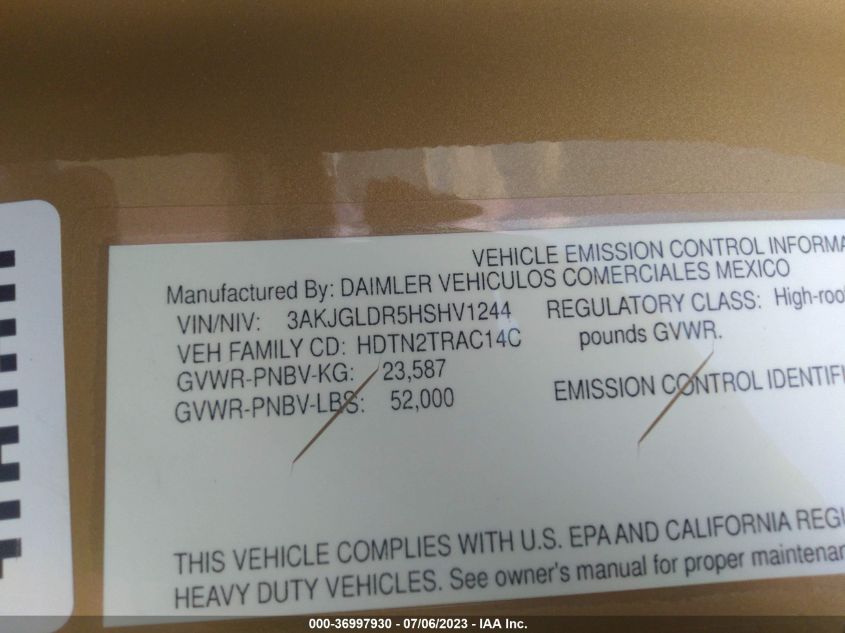 VEHICLE EMISSION CONTROL INFORMA
Manufactured By: DAIMLER VEHICULOS COMERCIALES MEXICO
VIN/NIV: 3AKJGLDR5HSHV1244 REGULATORY CLASS: High-roof
VEH FAMILY CD: HDTN2TRAC14C pounds GVWR.
GVWR-PNBV-KG: 23,587
GVWR-PNBV-LBS: 52,000 EMISSION CONTROL IDENTIFI
THIS VEHICLE COMPLIES WITH U.S. EPA AND CALIFORNIA REG
HEAVY DUTY VEHICLES. See owner's manual for proper maintenan
000-36997930 - 07/06/2023 - IAA Inc.